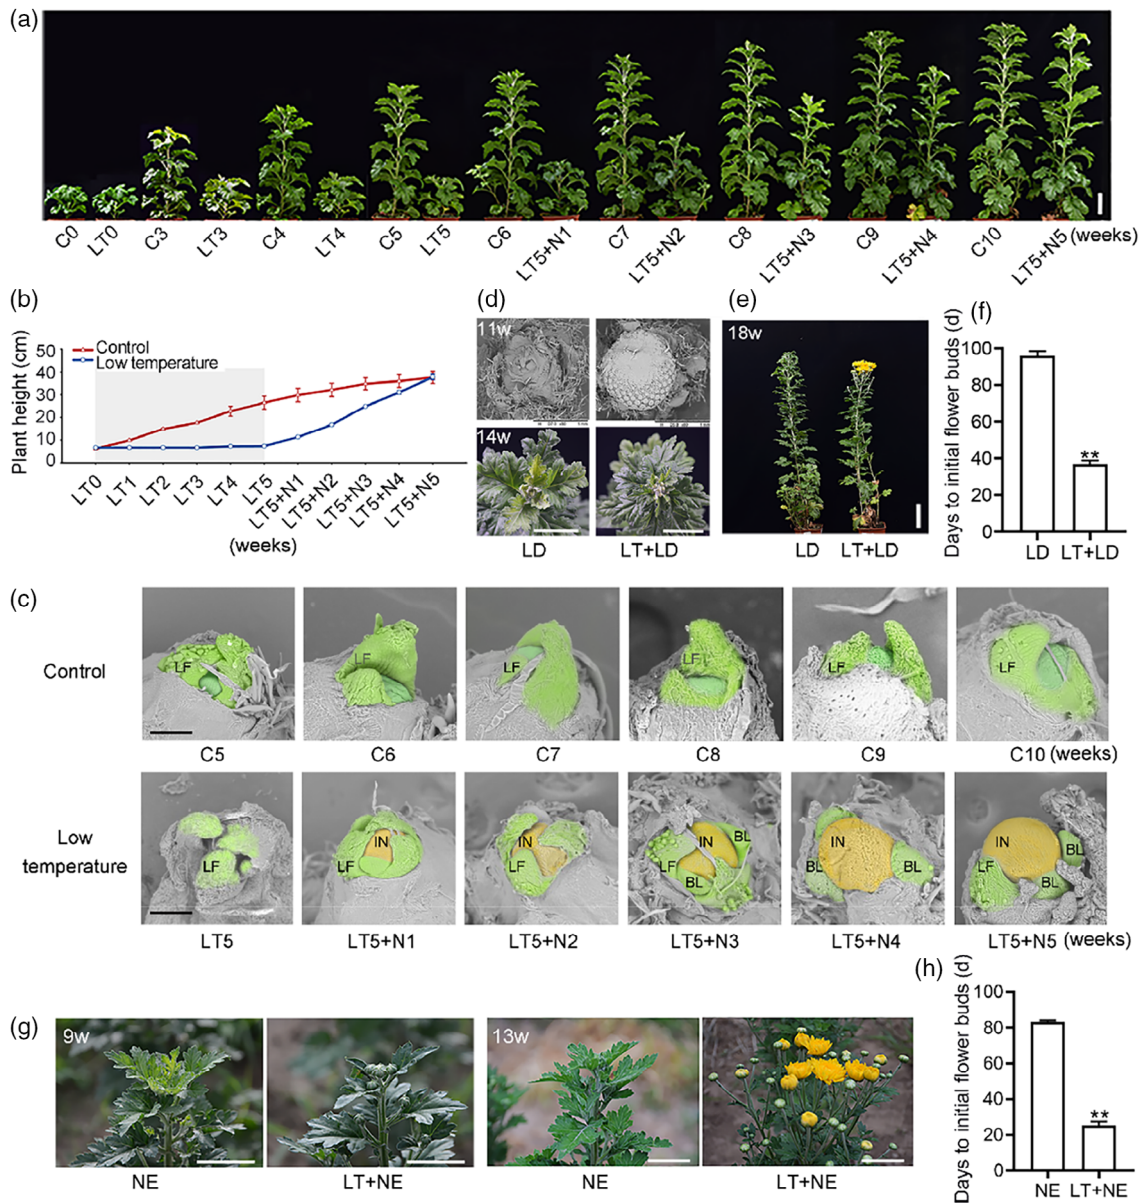 (a)
C0 LT0 C3 LT3 C4 LT4 C5 LT5 C6 LT5+N1 C7 LT5+N2 C8 LT5+N3 C9 LT5+N4 C10 LT5+N5 (weeks)
(b)
Plant height (cm)
50
40
30
20
10
0
Control
Low temperature
LT0 LT1 LT2 LT3 LT4 LT5 LT5+N1 LT5+N2 LT5+N3 LT5+N4 LT5+N5
(weeks)
(d)
11w
14w
LD LT+LD
(e)
18w
LD LT+LD
(f)
Days to initial flower buds (d)
100
80
60
40
20
0
**
LD LT+LD
(c)
Control
LF LF LF LF LF LF
C5 C6 C7 C8 C9 C10 (weeks)
Low
temperature
LF
LF IN
LF IN
LF IN BL BL
IN BL BL
LF IN BL BL
LT5 LT5+N1 LT5+N2 LT5+N3 LT5+N4 LT5+N5 (weeks)
(g)
9w 13w
NE LT+NE NE LT+NE
(h)
Days to initial flower buds (d)
100
80
60
40
20
0
**
NE LT+NE